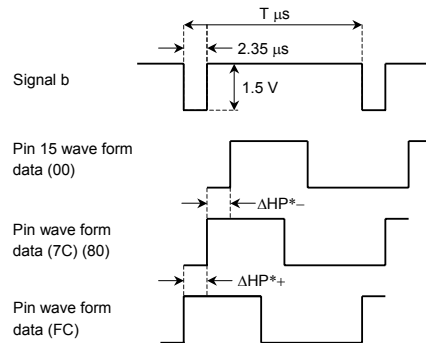 T μs
2.35 μs
Signal b
1.5 V
Pin 15 wave form
data (00)
ΔHP*−
Pin wave form
data (7C) (80)
ΔHP*+
Pin wave form
data (FC)